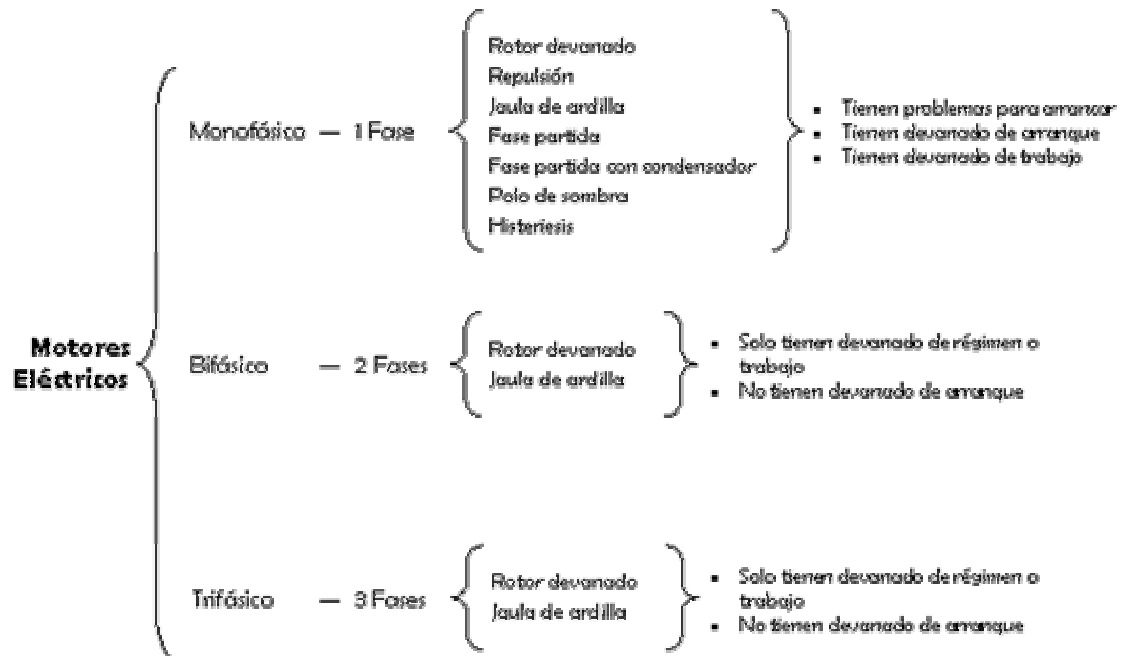 Motores
Eléctricos
Monofásico — 1 Fase
Rotor devanado
Repulsión
Jaula de ardilla
Fase partida
Fase partida con condensador
Polo de sombra
Histeriesis
▪ Tienen problemas para arrancar
▪ Tienen devanado de arranque
▪ Tienen devanado de trabajo
Bifásico — 2 Fases
Rotor devanado
Jaula de ardilla
▪ Solo tienen devanado de régimen o
trabajo
▪ No tienen devanado de arranque
Trifásico — 3 Fases
Rotor devanado
Jaula de ardilla
▪ Solo tienen devanado de régimen o
trabajo
▪ No tienen devanado de arranque